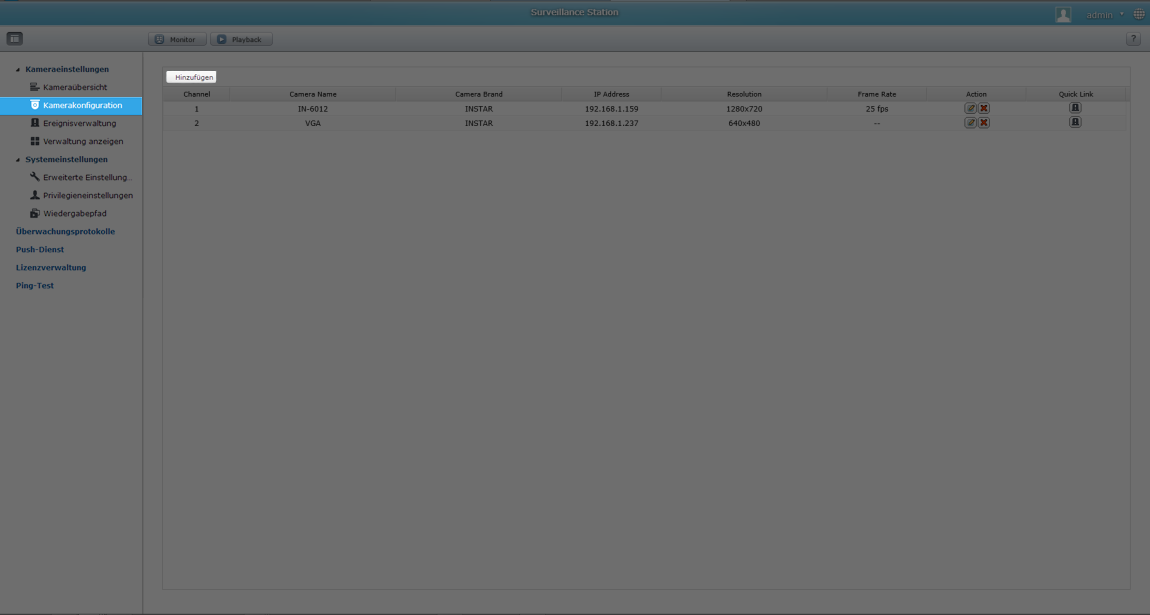 Surveillance Station
admin
Monitor
Playback
?
Kameraeinstellungen
Kameraübersicht
Kamerakonfiguration
Ereignisverwaltung
Verwaltung anzeigen
Systemeinstellungen
Erweiterte Einstellung..
Privilegieneinstellungen
Wiedergabepfad
Überwachungsprotokolle
Push-Dienst
Lizenzverwaltung
Ping-Test
Hinzufügen
Channel Camera Name Camera Brand IP Address Resolution Frame Rate Action Quick Link
1 IN-6012 INSTAR 192.168.1.159 1280x720 25 fps
2 VGA INSTAR 192.168.1.237 640x480 --